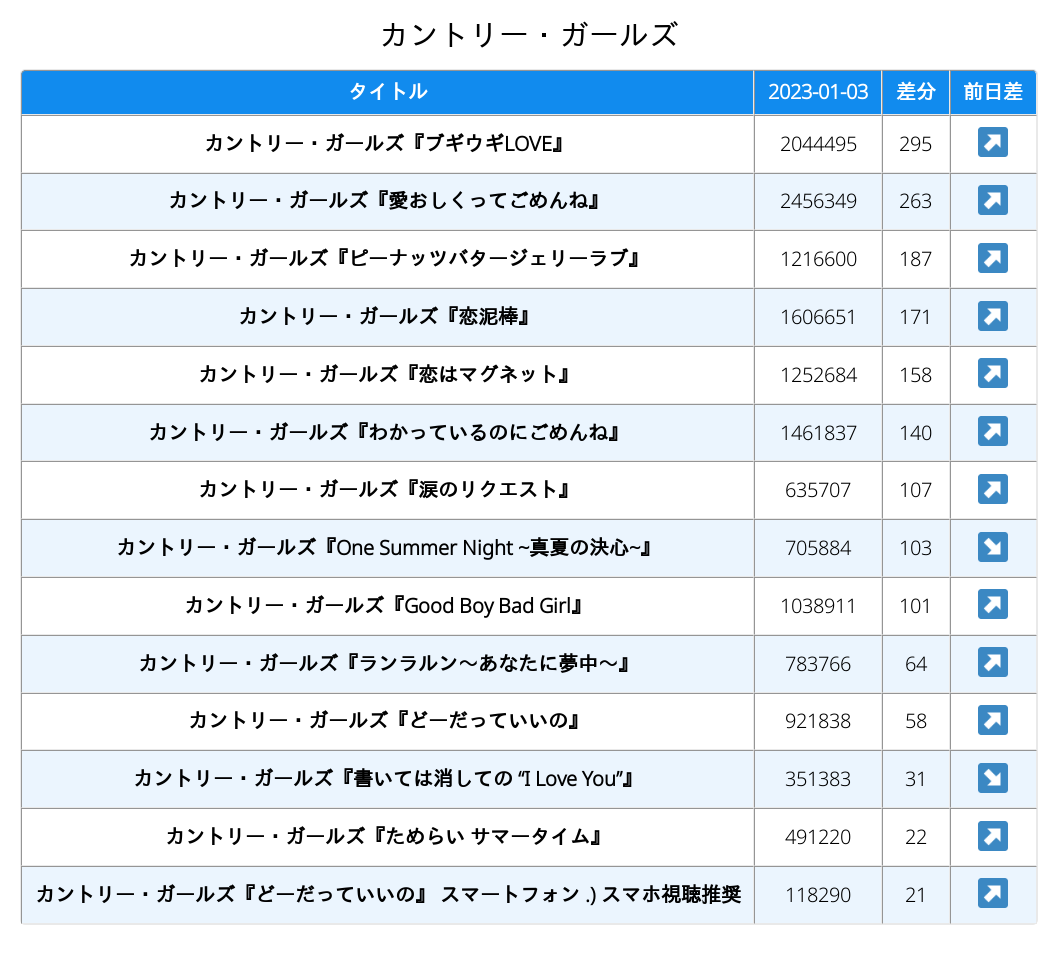 カントリー・ガールズ
タイトル 2023-01-03 差分 前日差
カントリー・ガールズ『ブギウギLOVE』 2044495 295
カントリー・ガールズ『愛おしくってごめんね』 2456349 263
カントリー・ガールズ『ピーナッツバタージェリーラブ』 1216600 187
カントリー・ガールズ『恋泥棒』 1606651 171
カントリー・ガールズ『恋はマグネット』 1252684 158
カントリー・ガールズ『わかっているのにごめんね』 1461837 140
カントリー・ガールズ『涙のリクエスト』 635707 107
カントリー・ガールズ『One Summer Night ~真夏の決心~』 705884 103
カントリー・ガールズ『Good Boy Bad Girl』 1038911 101
カントリー・ガールズ『ランラルン～あなたに夢中～』 783766 64
カントリー・ガールズ『どーだっていいの』 921838 58
カントリー・ガールズ『書いては消しての “I Love You”』 351383 31
カントリー・ガールズ『ためらい サマータイム』 491220 22
カントリー・ガールズ『どーだっていいの』 スマートフォン .) スマホ視聴推奨 118290 21